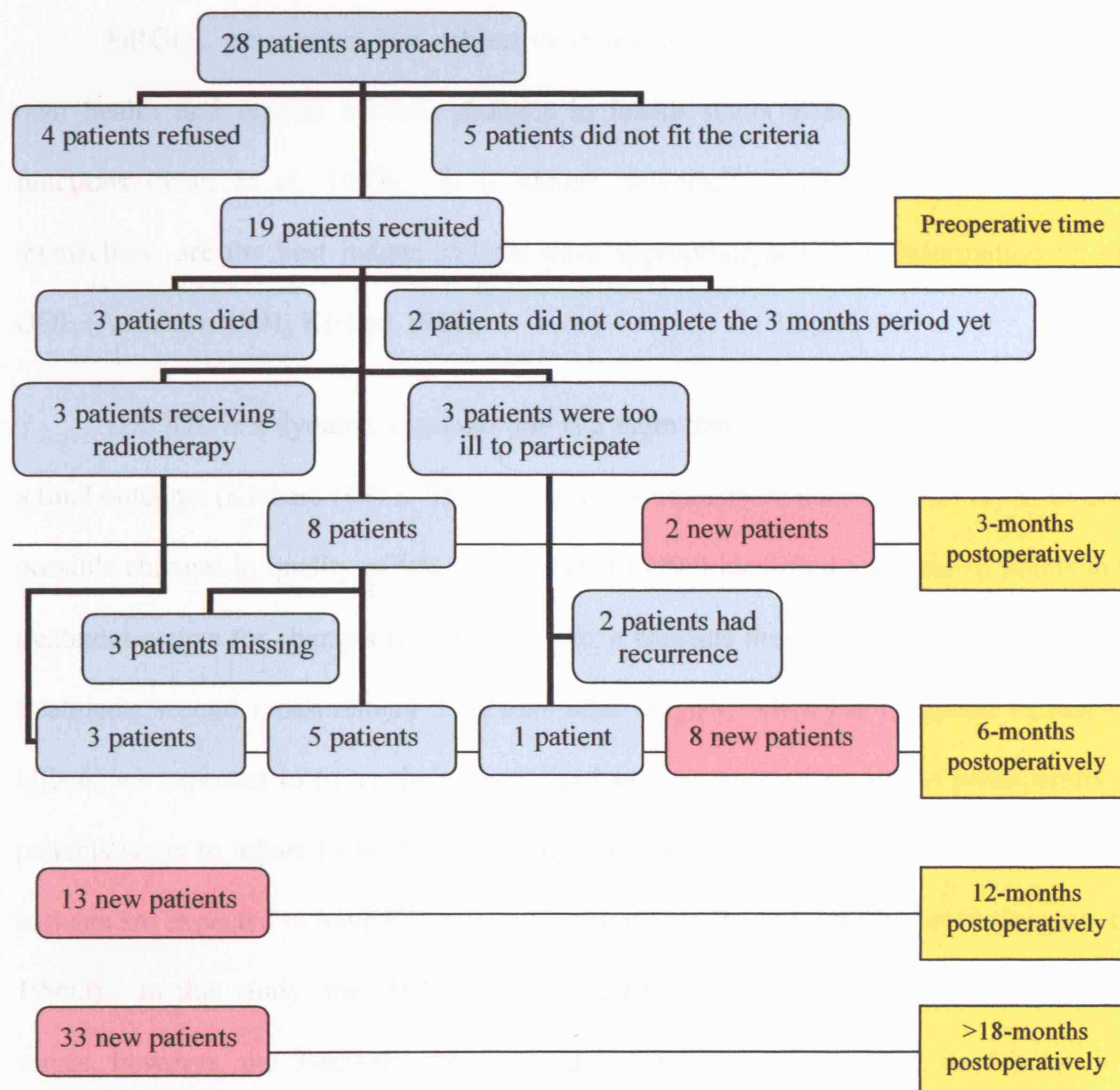 28 patients approached
4 patients refused
5 patients did not fit the criteria
19 patients recruited
Preoperative time
3 patients died
2 patients did not complete the 3 months period yet
3 patients receiving
radiotherapy
3 patients were too
ill to participate
8 patients
2 new patients
3-months
postoperatively
3 patients missing
2 patients had
recurrence
3 patients
5 patients
1 patient
8 new patients
6-months
postoperatively
13 new patients
12-months
postoperatively
33 new patients
>18-months
postoperatively